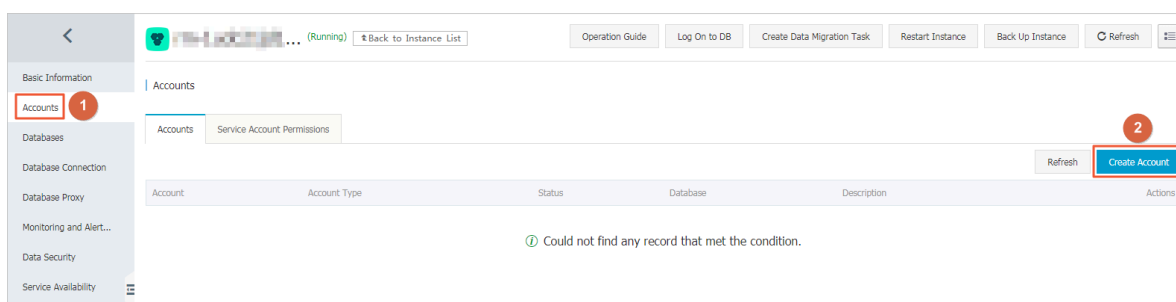 ... (Running) Back to Instance List Operation Guide Log On to DB Create Data Migration Task Restart Instance Back Up Instance Refresh
Basic Information
Accounts
Accounts 1
Accounts Service Account Permissions
2
Databases
Database Connection
Refresh Create Account
Database Proxy
Account Account Type Status Database Description Actions
Monitoring and Alert...
Could not find any record that met the condition.
Data Security
Service Availability